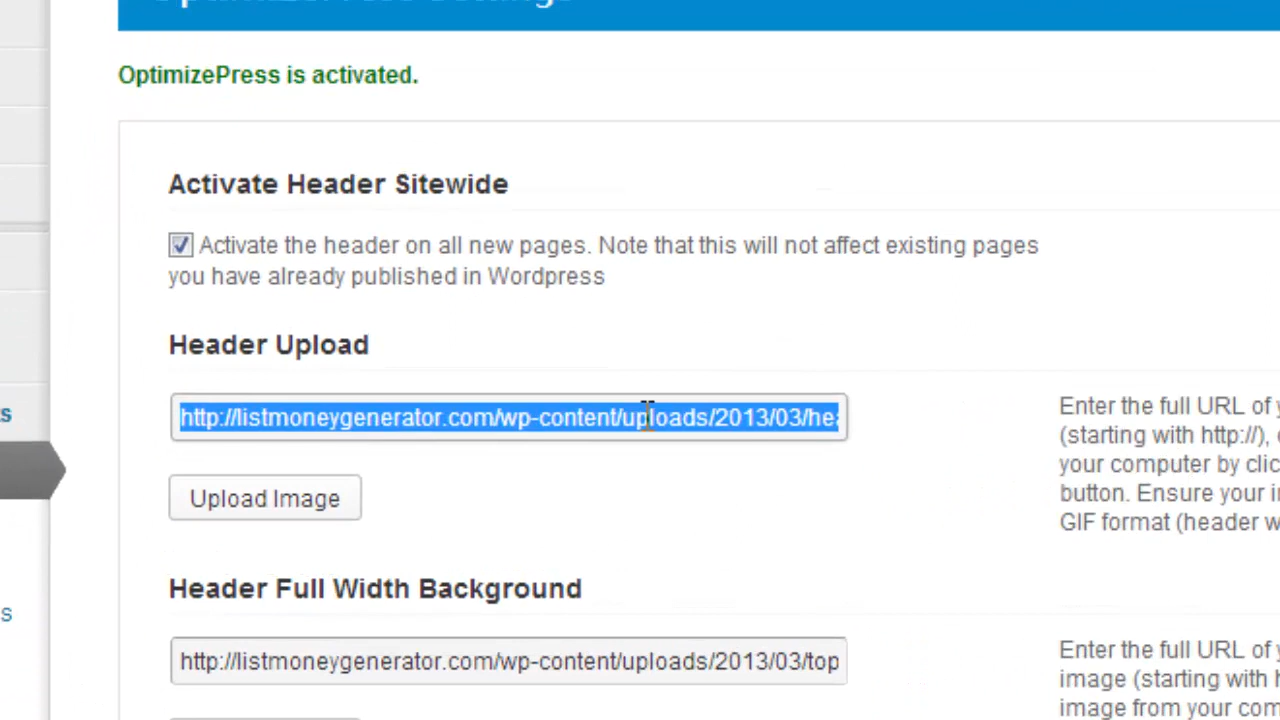 OptimizePress Settings
OptimizePress is activated.
Activate Header Sitewide
Activate the header on all new pages. Note that this will not affect existing pages
you have already published in Wordpress
Header Upload
http://listmoneygenerator.com/wp-content/uploads/2013/03/hea
Enter the full URL of y
(starting with http://),
your computer by clic
button. Ensure your i
GIF format (header w
Upload Image
Header Full Width Background
http://listmoneygenerator.com/wp-content/uploads/2013/03/top
Enter the full URL of y
image (starting with h
image from your com
s
s